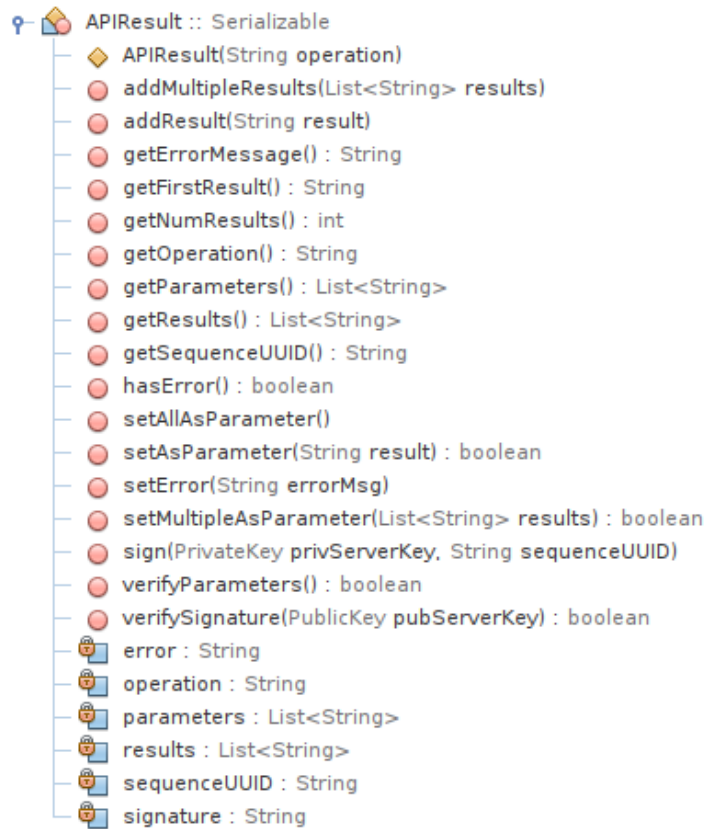 APIResult :: Serializable
APIResult(String operation)
addMultipleResults(List<String> results)
addResult(String result)
getErrorMessage() : String
getFirstResult() : String
getNumResults() : int
getOperation() : String
getParameters() : List<String>
getResults() : List<String>
getSequenceUUID() : String
hasError() : boolean
setAllAsParameter()
setAsParameter(String result) : boolean
setError(String errorMsg)
setMultipleAsParameter(List<String> results) : boolean
sign(PrivateKey privServerKey, String sequenceUUID)
verifyParameters() : boolean
verifySignature(PublicKey pubServerKey) : boolean
error : String
operation : String
parameters : List<String>
results : List<String>
sequenceUUID : String
signature : String